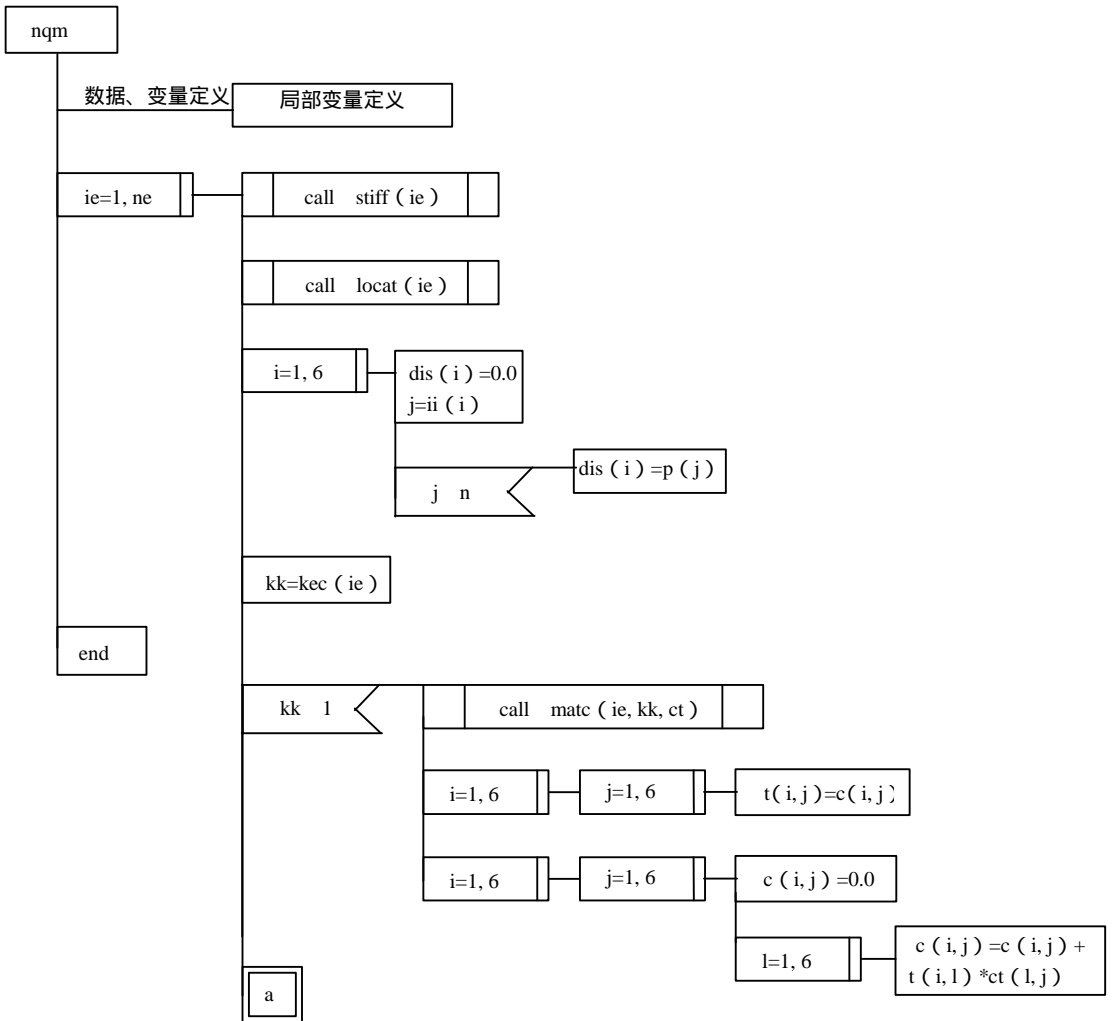 nqm
数据、变量定义
局部变量定义
ie=1, ne
call stiff ( ie )
call locat ( ie )
i=1, 6
dis ( i ) =0.0
j=ii ( i )
j n
dis ( i ) =p ( j )
kk=kec ( ie )
end
kk 1
call matc ( ie, kk, ct )
i=1, 6
j=1, 6
t( i, j )=c( i, j )
i=1, 6
j=1, 6
c ( i, j ) =0.0
l=1, 6
c ( i, j ) =c ( i, j ) +
t ( i, l ) *ct ( l, j )
a